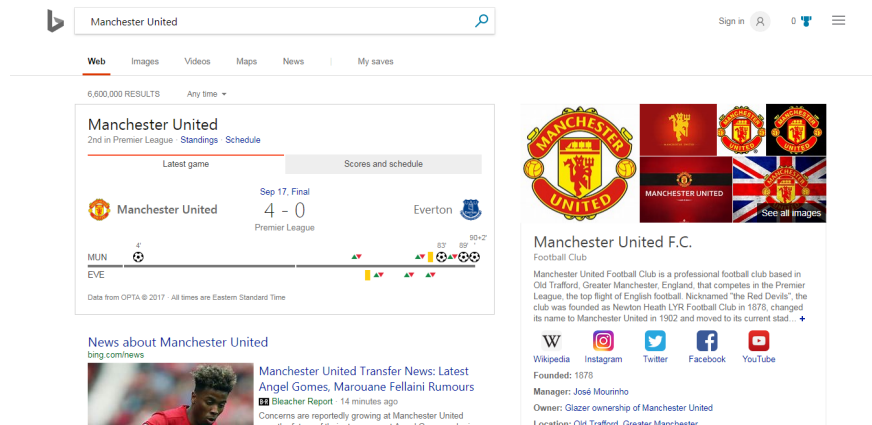 Manchester United
Sign in
0
Web Images Videos Maps News | My saves
6,600,000 RESULTS Any time
Manchester United
2nd in Premier League · Standings · Schedule
Latest game Scores and schedule
Sep 17, Final
Manchester United 4 - 0 Everton
Premier League
4' 83' 89' 90+2'
MUN
EVE
Data from OPTA © 2017 · All times are Eastern Standard Time
News about Manchester United
bing.com/news
Manchester United Transfer News: Latest
Angel Gomes, Marouane Fellaini Rumours
BR Bleacher Report · 14 minutes ago
Concerns are reportedly growing at Manchester United
MANCHESTER
UNITED
MANCHESTER UNITED
See all images
Manchester United F.C.
Football Club
Manchester United Football Club is a professional football club based in
Old Trafford, Greater Manchester, England, that competes in the Premier
League, the top flight of English football. Nicknamed "the Red Devils", the
club was founded as Newton Heath LYR Football Club in 1878, changed
its name to Manchester United in 1902 and moved to its current stad... +
W
Wikipedia Instagram Twitter Facebook YouTube
Founded: 1878
Manager: José Mourinho
Owner: Glazer ownership of Manchester United
Location: Old Trafford, Greater Manchester